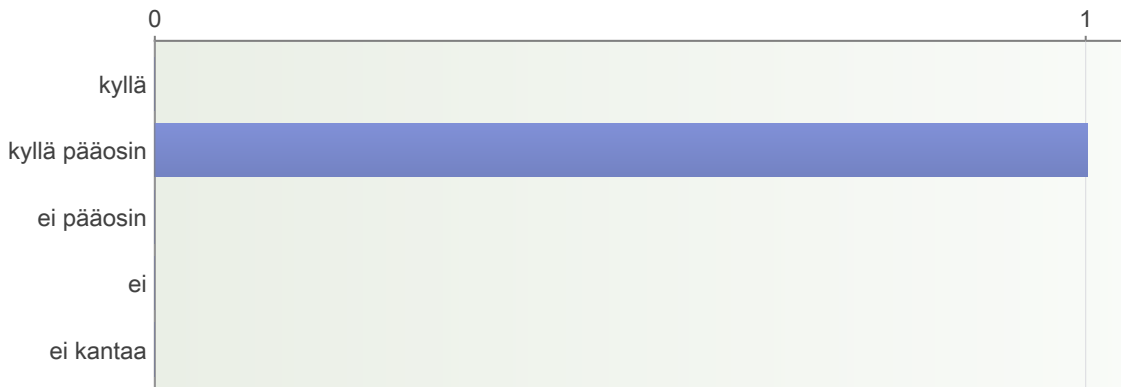 0 1
kyllä
kyllä pääosin
ei pääosin
ei
ei kantaa